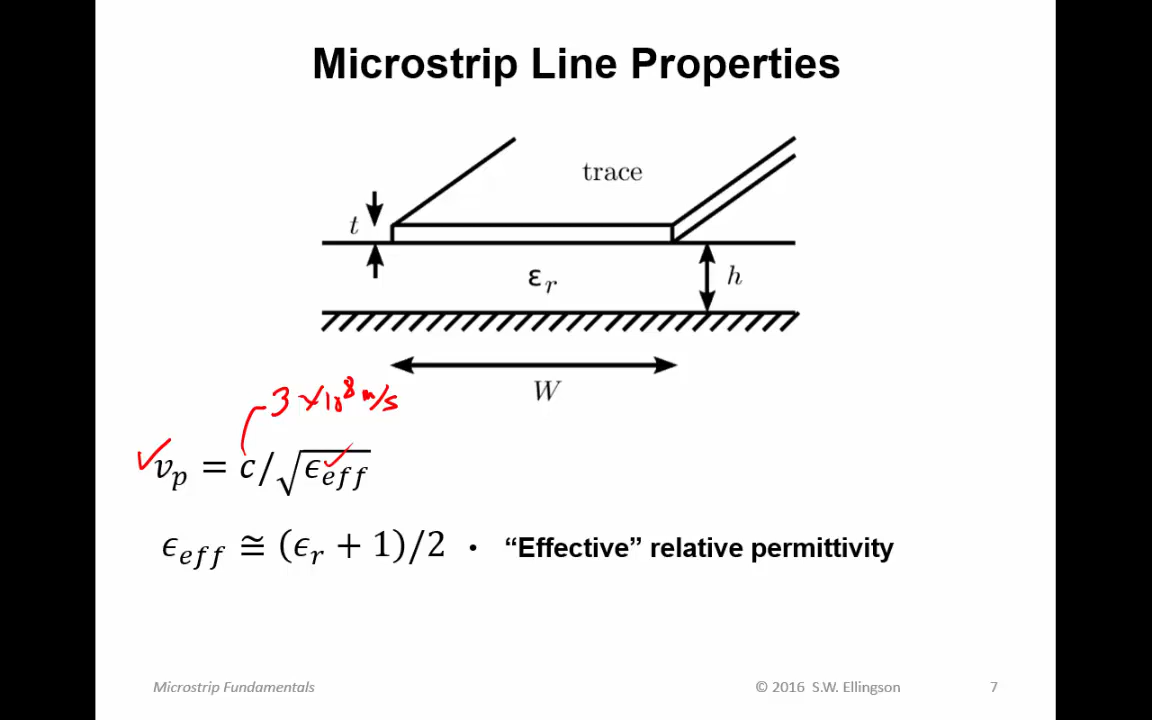 Microstrip Line Properties
trace
t
εr
h
W
3 × 10⁸ m/s
vₚ = c/√ϵeff
ϵeff ≅ (ϵr + 1)/2 • “Effective” relative permittivity
Microstrip Fundamentals © 2016 S.W. Ellingson 7